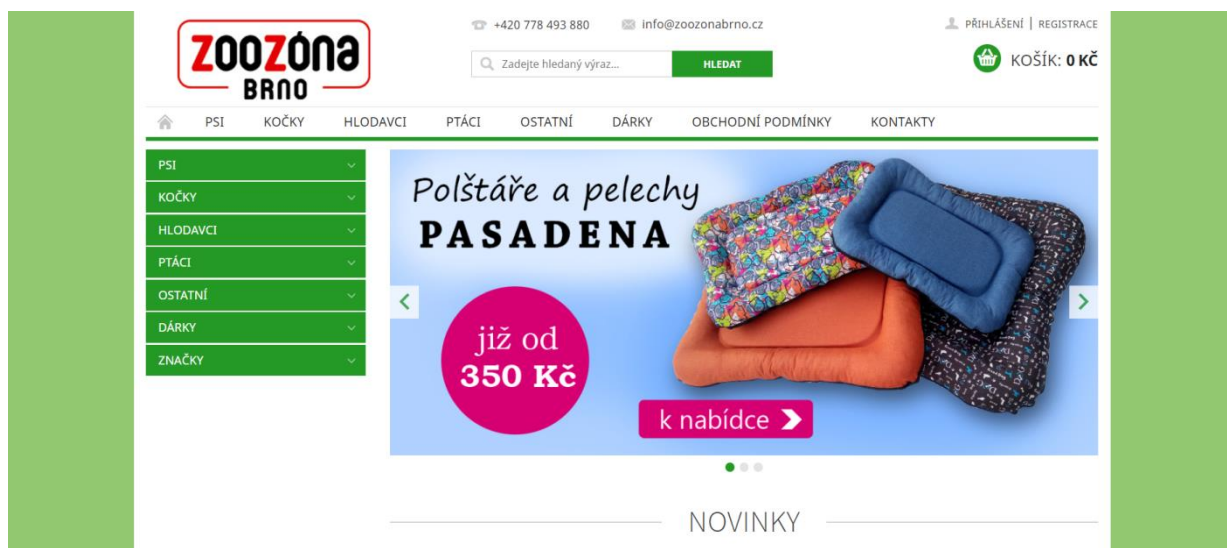 ZOOZÓNA
BRNO
+420 778 493 880
info@zoozonabrno.cz
PŘIHLÁŠENÍ | REGISTRACE
Zadejte hledaný výraz...
HLEDAT
KOŠÍK: 0 KČ
PSI
KOČKY
HLODAVCI
PTÁCI
OSTATNÍ
DÁRKY
OBCHODNÍ PODMÍNKY
KONTAKTY
PSI
KOČKY
HLODAVCI
PTÁCI
OSTATNÍ
DÁRKY
ZNAČKY
Polštáře a pelechy
PASADENA
již od
350 Kč
k nabídce
NOVINKY